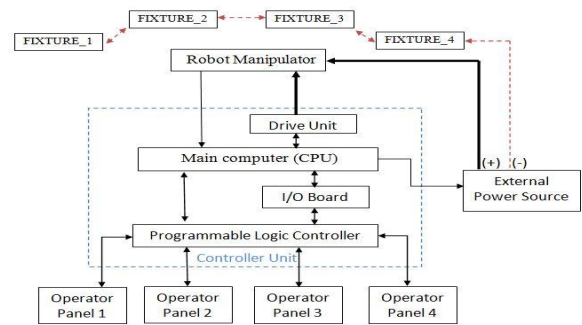 FIXTURE_1
FIXTURE_2
FIXTURE_3
FIXTURE_4
Robot Manipulator
Drive Unit
Main computer (CPU)
(+) (-)
External
Power Source
I/O Board
Programmable Logic Controller
Controller Unit
Operator
Panel 1
Operator
Panel 2
Operator
Panel 3
Operator
Panel 4